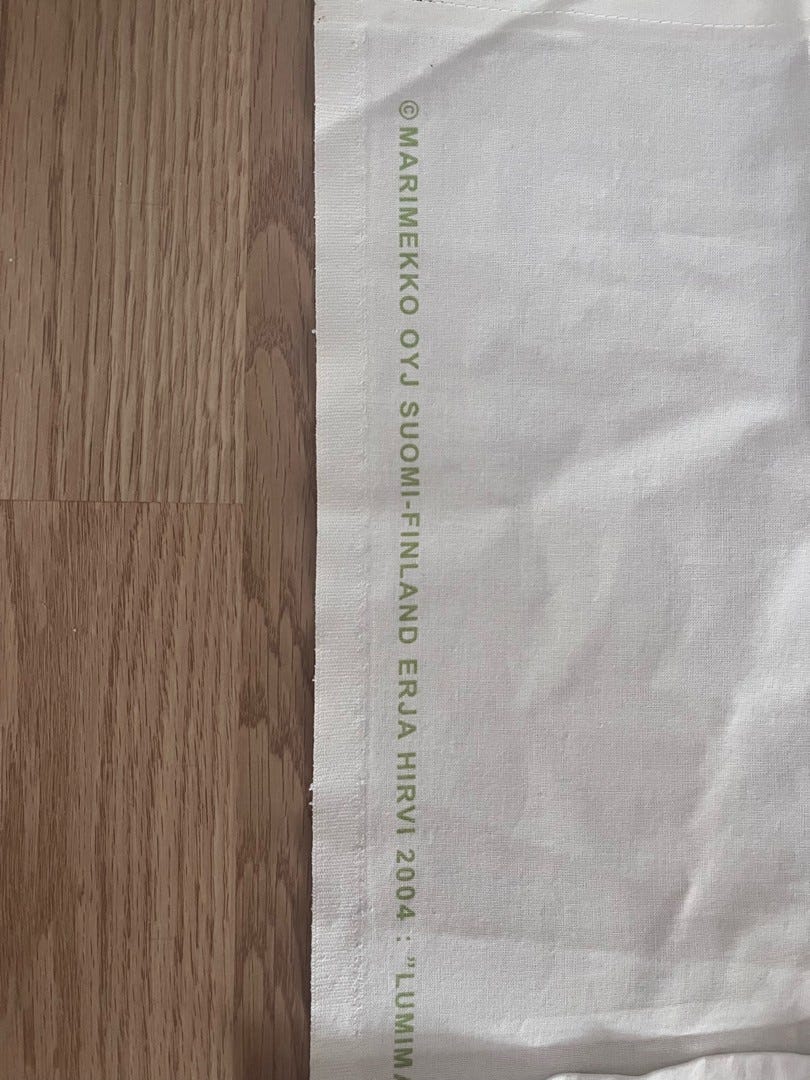 © MARIMEKKO OYJ SUOMI-FINLAND ERJA HIRVI 2004 : ”LUMIM